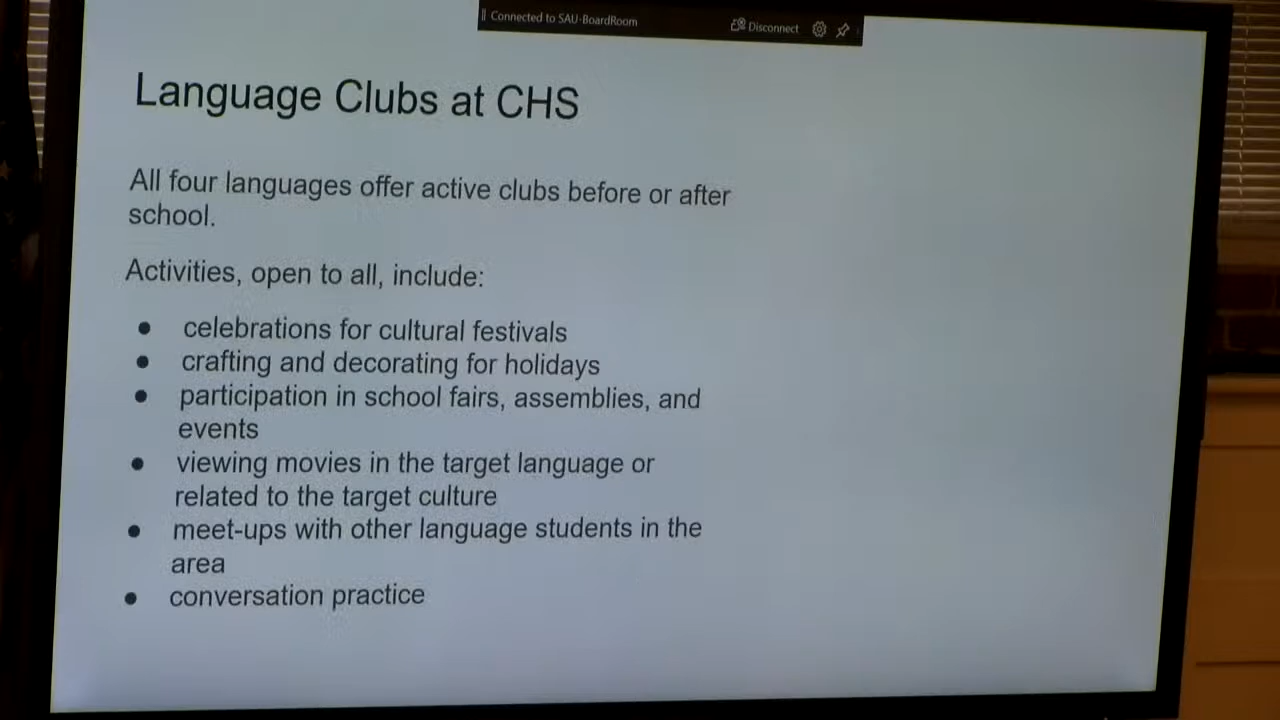 Connected to SAU-BoardRoom
Disconnect
Language Clubs at CHS
All four languages offer active clubs before or after
school.
Activities, open to all, include:
● celebrations for cultural festivals
● crafting and decorating for holidays
● participation in school fairs, assemblies, and
events
● viewing movies in the target language or
related to the target culture
● meet-ups with other language students in the
area
● conversation practice